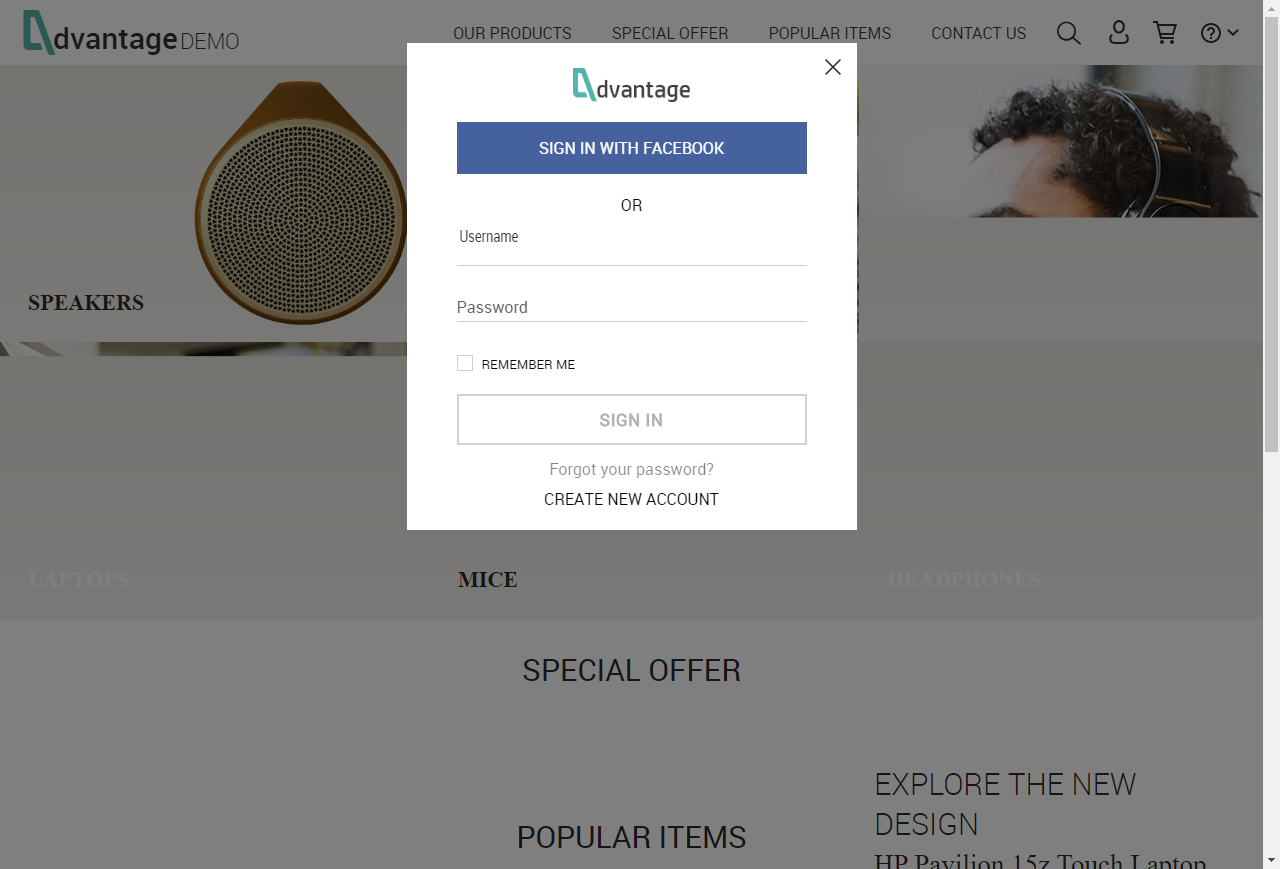 dvantage DEMO
OUR PRODUCTS
SPECIAL OFFER
POPULAR ITEMS
CONTACT US
dvantage
SIGN IN WITH FACEBOOK
OR
Username
Password
REMEMBER ME
SIGN IN
Forgot your password?
CREATE NEW ACCOUNT
SPEAKERS
LAPTOPS
MICE
HEADPHONES
SPECIAL OFFER
EXPLORE THE NEW
DESIGN
HP Pavilion 15z Touch Laptop
POPULAR ITEMS